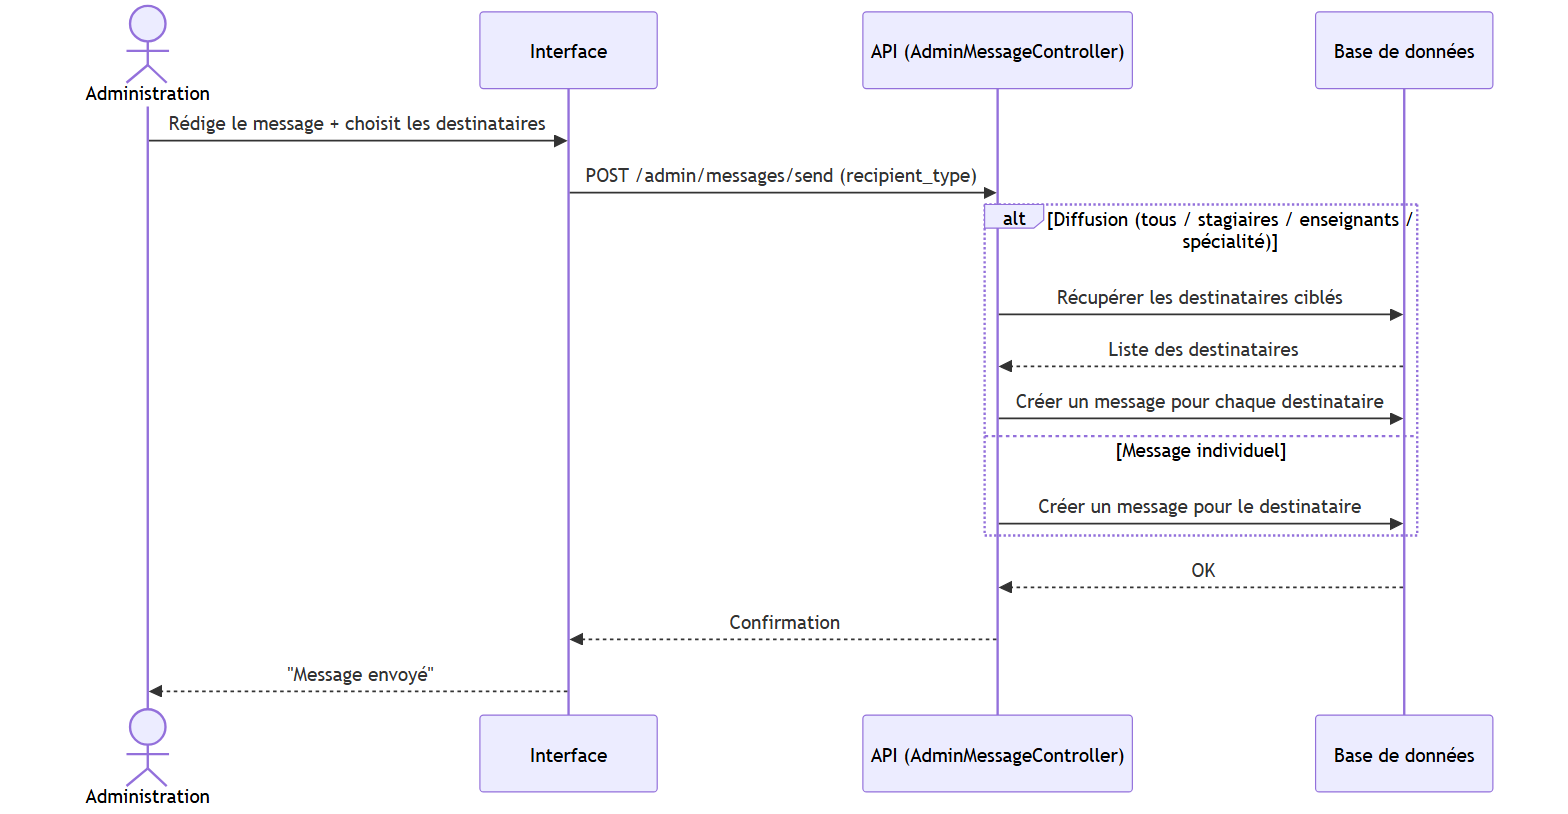 Interface
API (AdminMessageController)
Base de données
Administration
Rédige le message + choisit les destinataires
POST /admin/messages/send (recipient_type)
alt
[Diffusion (tous / stagiaires / enseignants /
spécialité)]
Récupérer les destinataires ciblés
Liste des destinataires
Créer un message pour chaque destinataire
[Message individuel]
Créer un message pour le destinataire
OK
Confirmation
"Message envoyé"
Interface
API (AdminMessageController)
Base de données
Administration